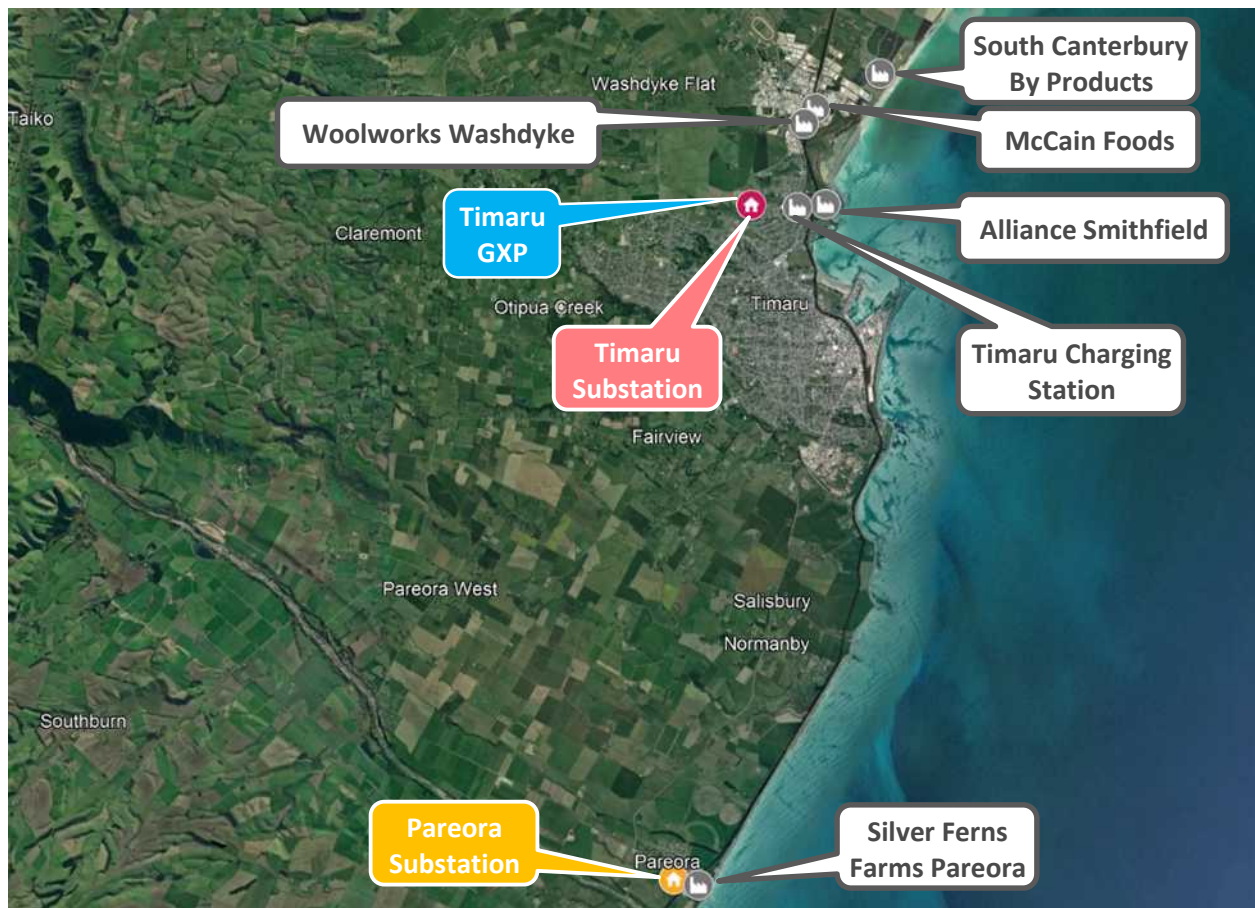 South Canterbury
By Products
Washdyke Flat
Taiko
Woolworks Washdyke
McCain Foods
Timaru
GXP
Claremont
Alliance Smithfield
Otipua Creek
Timaru
Timaru
Substation
Timaru Charging
Station
Fairview
Pareora West
Salisbury
Normanby
Southburn
Pareora
Substation
Pareora
Silver Ferns
Farms Pareora